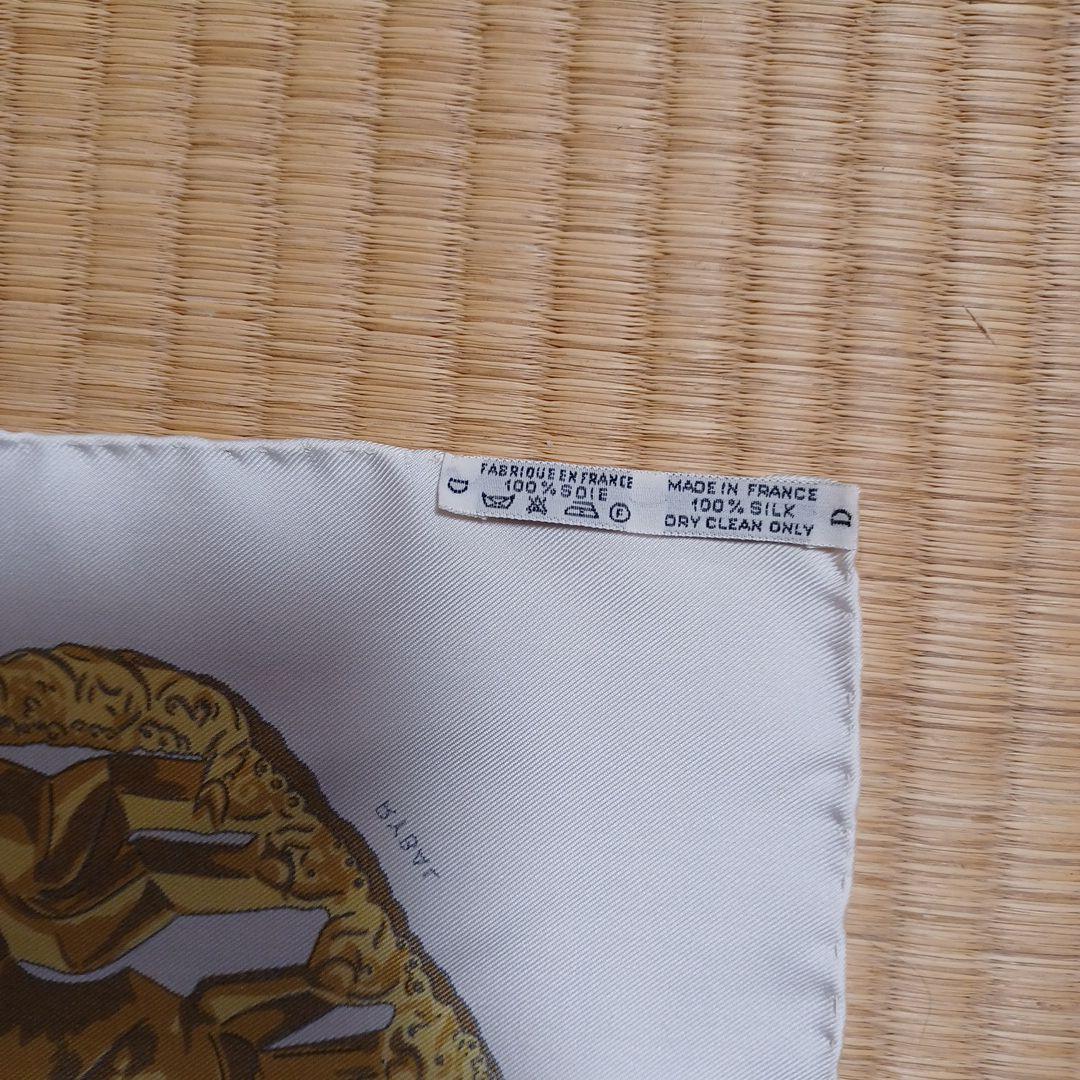 D
FABRIQUE EN FRANCE
100% SOIE
F
MADE IN FRANCE
100% SILK
DRY CLEAN ONLY
D